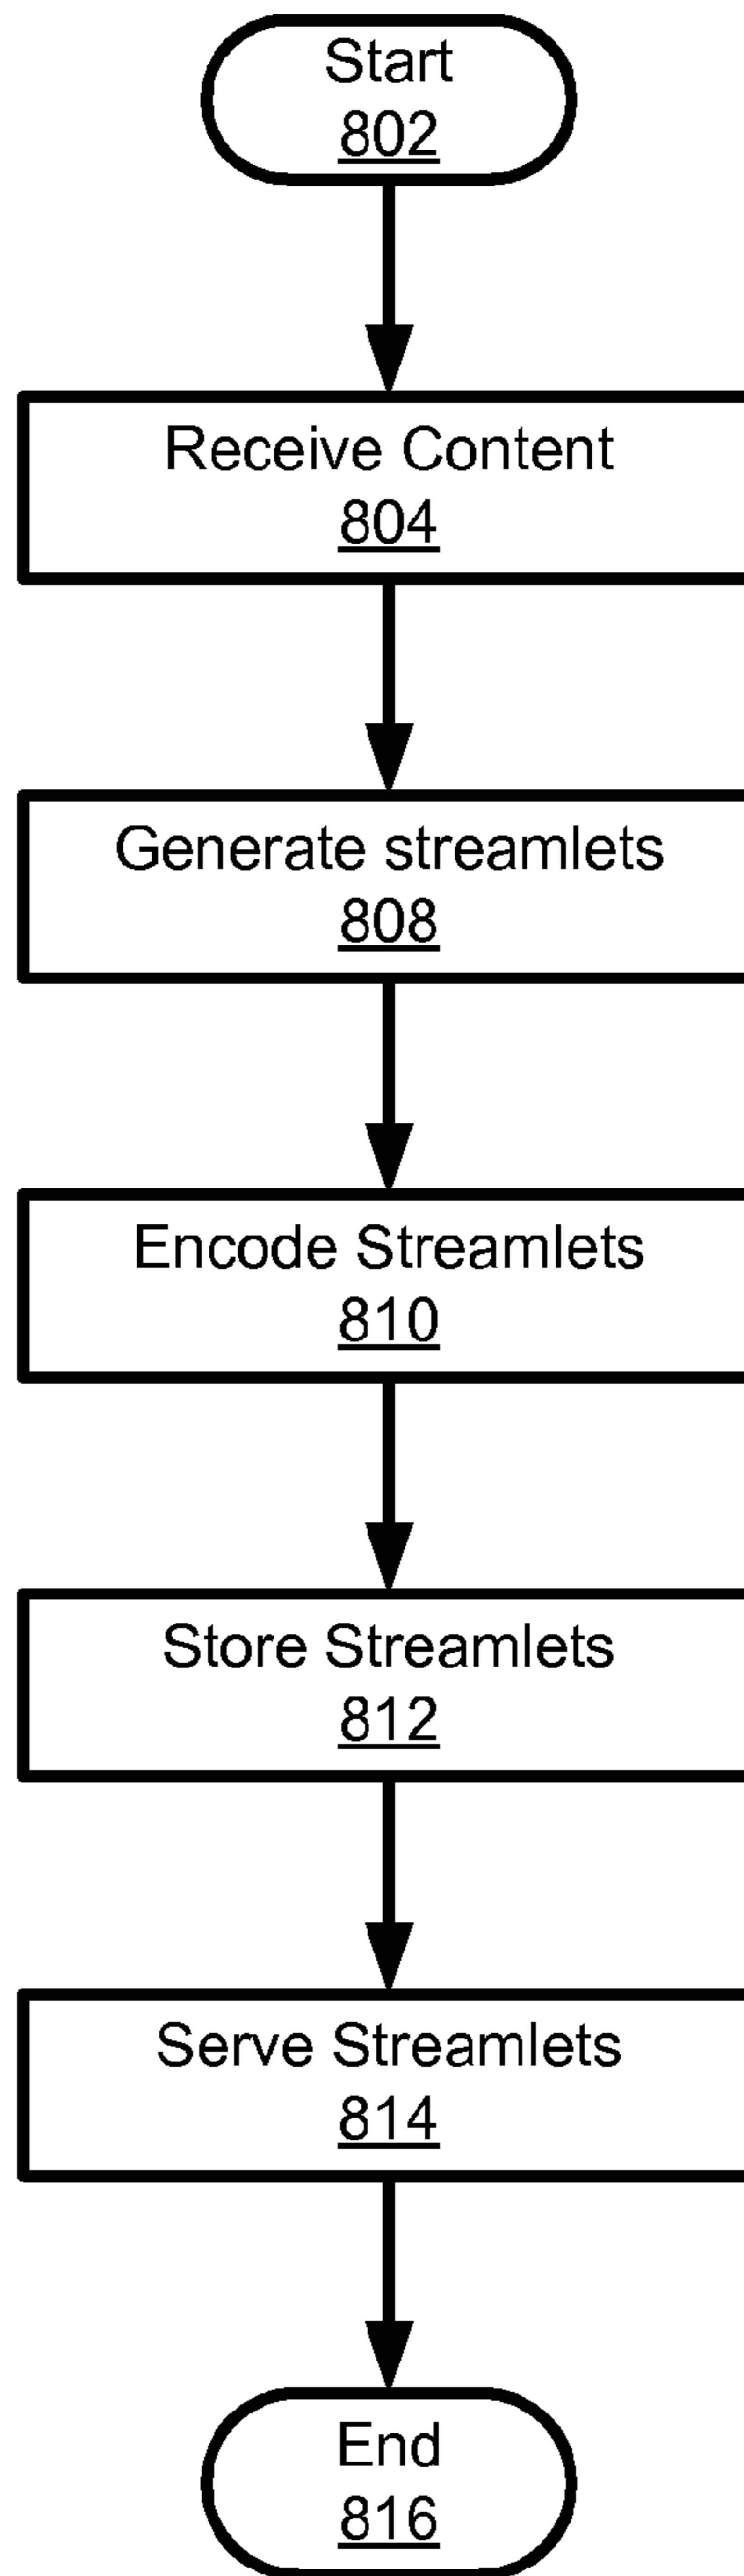 Start
802
Receive Content
804
Generate streamlets
808
Encode Streamlets
810
Store Streamlets
812
Serve Streamlets
814
End
816